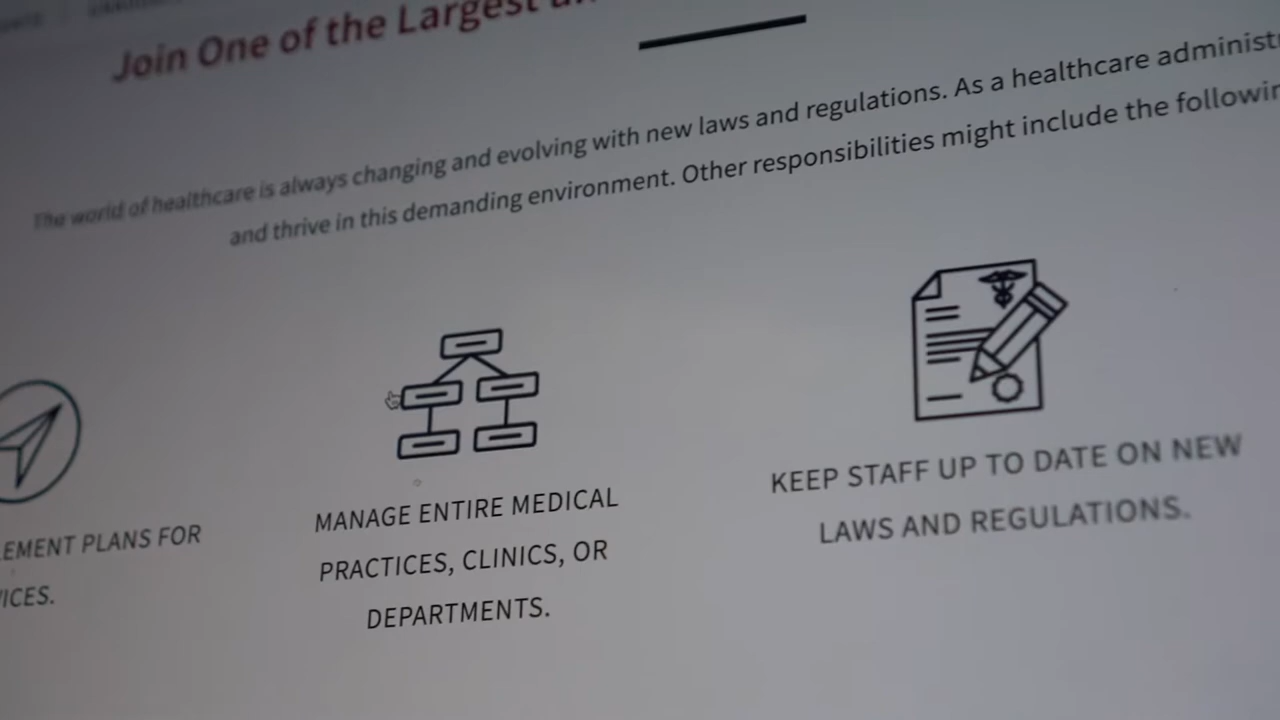 Join One of the Largest
The world of healthcare is always changing and evolving with new laws and regulations. As a healthcare
and thrive in this demanding environment. Other responsibilities might include the
PLANS FOR
MANAGE ENTIRE MEDICAL
PRACTICES, CLINICS, OR
DEPARTMENTS.
KEEP STAFF UP TO DATE ON NEW
LAWS AND REGULATIONS.